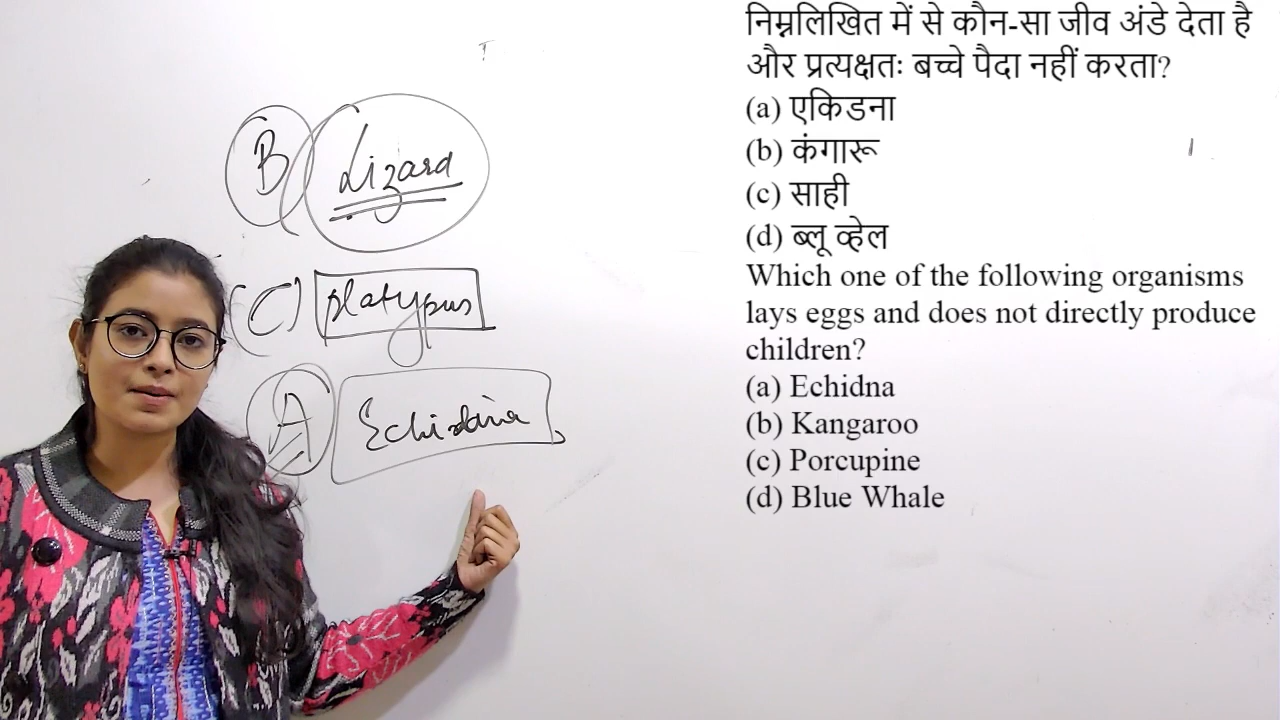 B Lizard
(C) platypus
A Echidna
निम्नलिखित में से कौन-सा जीव अंडे देता है
और प्रत्यक्षतः बच्चे पैदा नहीं करता?
(a) एकिडना
(b) कंगारू
(c) साही
(d) ब्लू व्हेल
Which one of the following organisms
lays eggs and does not directly produce
children?
(a) Echidna
(b) Kangaroo
(c) Porcupine
(d) Blue Whale